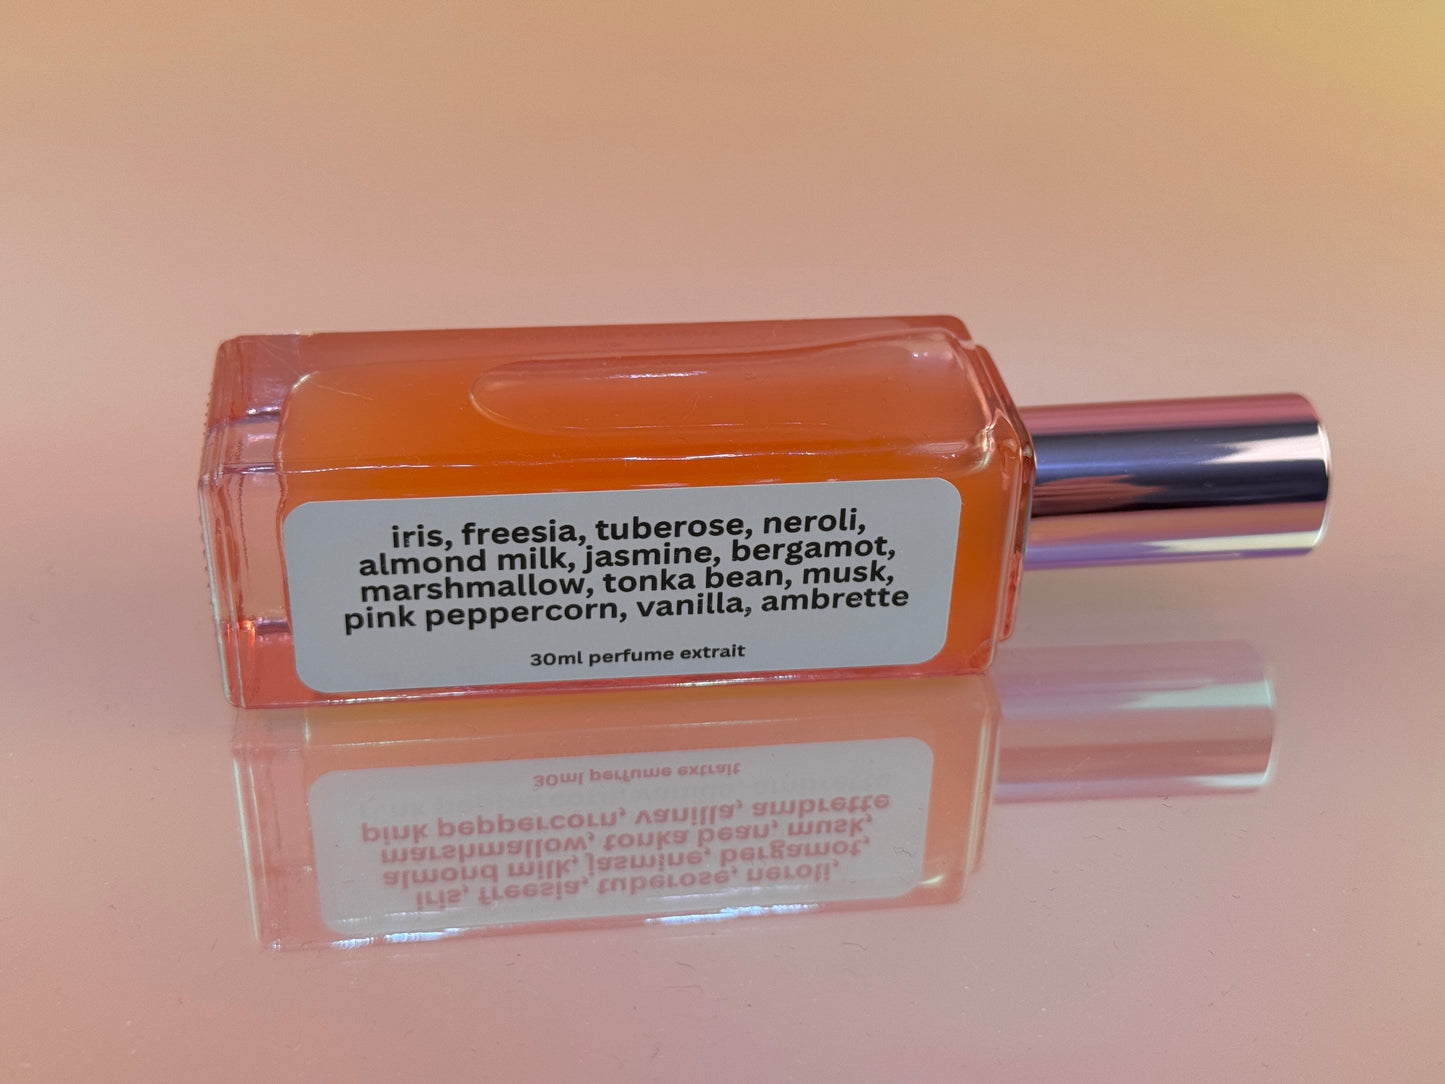 iris, freesia, tuberose, neroli,
almond milk, jasmine, bergamot,
marshmallow, tonka bean, musk,
pink peppercorn, vanilla, ambrette
30ml perfume extrait